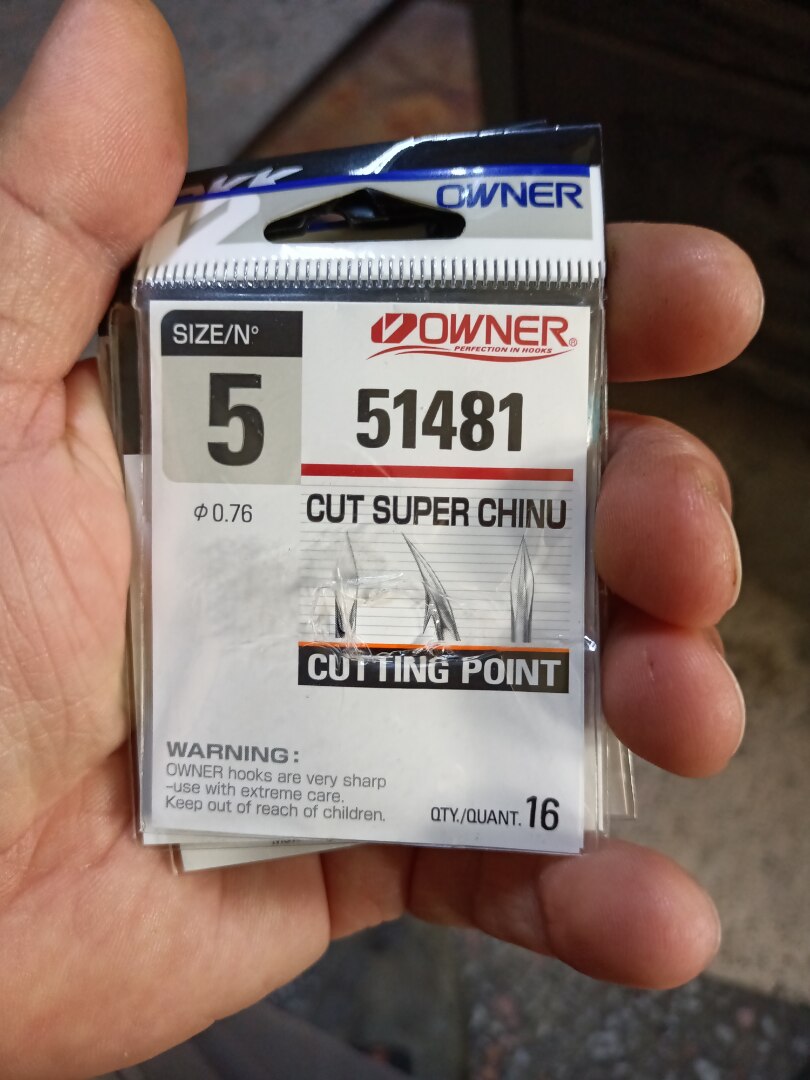 OWNER
SIZE/N°
OWNER®
PERFECTION IN HOOKS
5
51481
φ 0.76
CUT SUPER CHINU
CUTTING POINT
WARNING:
OWNER hooks are very sharp
-use with extreme care.
Keep out of reach of children.
QTY./QUANT. 16